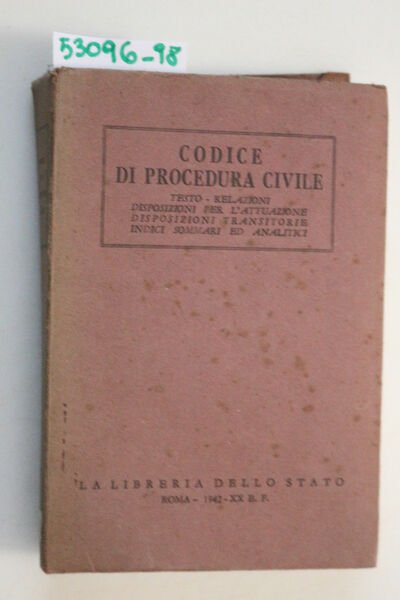 53096-98
CODICE
DI PROCEDURA CIVILE
TESTO - RELAZIONI
DISPOSIZIONI PER L'ATTUAZIONE
DISPOSIZIONI TRANSITORIE
INDICI SOMMARI ED ANALITICI
LA LIBRERIA DELLO STATO
ROMA - 1942 - XX E. F.